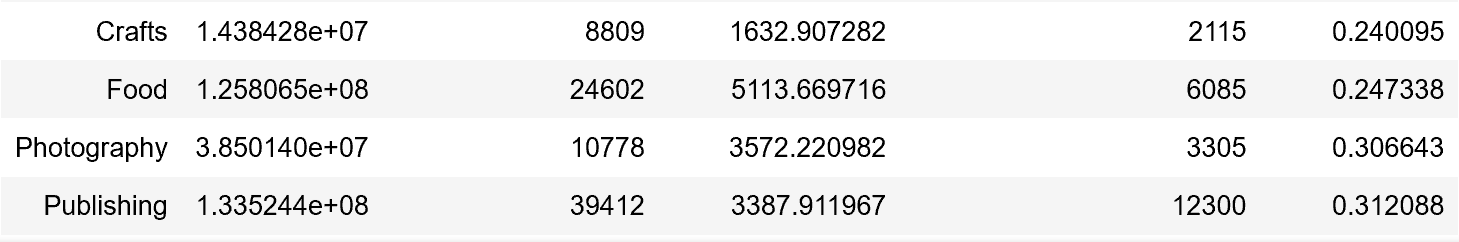 Crafts 1.438428e+07 8809 1632.907282 2115 0.240095
Food 1.258065e+08 24602 5113.669716 6085 0.247338
Photography 3.850140e+07 10778 3572.220982 3305 0.306643
Publishing 1.335244e+08 39412 3387.911967 12300 0.312088